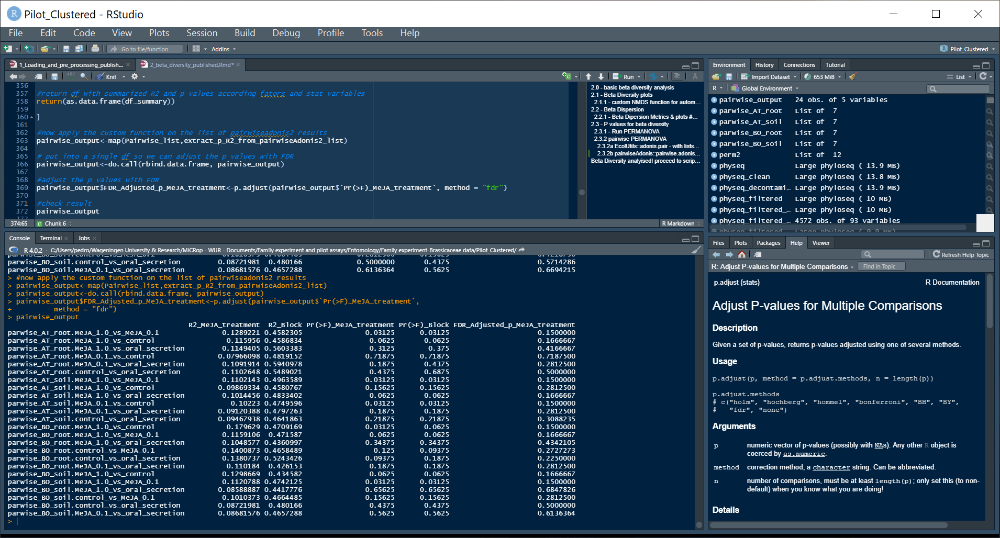 Pilot_Clustered - RStudio
File Edit Code View Plots Session Build Debug Profile Tools Help
Go to file/function Addins Pilot_Clustered
1_Loading_and_pre_processing_publish... 2_beta_diversity_published.Rmd*
ABC Knit Run
356
357 #return df with summarized R2 and p values according fators and stat variables
358 return(as.data.frame(df_summary))
359
360 }
361
362 #now apply the custom function on the list of pairwiseadonis2 results
363 pairwise_output<-map(Pairwise_list,extract_p_R2_from_pairwiseAdonis2_list)
364
365 # put into a single df so we can adjust the p values with FDR
366 pairwise_output<-do.call(rbind.data.frame, pairwise_output)
367
368 #adjust the p values with FDR
369 pairwise_output$FDR_Adjusted_p_MeJA_treatment<-p.adjust(pairwise_output$`Pr(>F)_MeJA_treatment`, method = "fdr")
370
371 #check result
372 pairwise_output
373
374:65 Chunk 6 R Markdown
2.0 - basic beta diversity analysis
2.1 - Beta Diversity plots
2.1.1 - custom NMDS function for autom...
2.2 - Beta Dispersion
2.2.1 - Beta Dipersion Metrics & plots #...
2.3 - P values for beta diversity
2.3.1 - Run PERMANOVA
2.3.2 pairwise PERMANOVA
2.3.2a EcolUtils::adonis.pair - with lists...
2.3.2b pairwiseAdonis::pairwise.adonis...
Beta Diversity analyised! proceed to scrip...
Console Terminal Jobs
R 4.0.2 · C:/Users/pedro/Wageningen University & Research/MiCRop - WUR - Documents/Family experiment and pilot assays/Entomology/Family experiment-Brassicaceae data/Pilot_Clustered/
parwise_BO_soil.control_vs_oral_secretion 0.08721981 0.480166 0.5000000 0.4375 0.5714286
parwise_BO_soil.MeJA_0.1_vs_oral_secretion 0.08681576 0.4657288 0.6136364 0.5625 0.6694215
> #now apply the custom function on the list of pairwiseadonis2 results
> pairwise_output<-map(Pairwise_list,extract_p_R2_from_pairwiseAdonis2_list)
> pairwise_output<-do.call(rbind.data.frame, pairwise_output)
> pairwise_output$FDR_Adjusted_p_MeJA_treatment<-p.adjust(pairwise_output$`Pr(>F)_MeJA_treatment`,
+ method = "fdr")
> pairwise_output
R2_MeJA_treatment R2_Block Pr(>F)_MeJA_treatment Pr(>F)_Block FDR_Adjusted_p_MeJA_treatment
parwise_AT_root.MeJA_1.0_vs_MeJA_0.1 0.1289221 0.4582305 0.03125 0.03125 0.1500000
parwise_AT_root.MeJA_1.0_vs_control 0.115956 0.4586834 0.0625 0.0625 0.1666667
parwise_AT_root.MeJA_1.0_vs_oral_secretion 0.1149405 0.5603383 0.3125 0.375 0.4166667
parwise_AT_root.MeJA_0.1_vs_control 0.07966098 0.4819152 0.71875 0.71875 0.7187500
parwise_AT_root.MeJA_0.1_vs_oral_secretion 0.1091914 0.5940978 0.1875 0.4375 0.2812500
parwise_AT_root.control_vs_oral_secretion 0.1102648 0.5489021 0.4375 0.6875 0.5000000
parwise_AT_soil.MeJA_1.0_vs_MeJA_0.1 0.1102143 0.4963589 0.03125 0.03125 0.1500000
parwise_AT_soil.MeJA_1.0_vs_control 0.09869334 0.4580767 0.15625 0.15625 0.2812500
parwise_AT_soil.MeJA_1.0_vs_oral_secretion 0.1014456 0.4833402 0.0625 0.0625 0.1666667
parwise_AT_soil.MeJA_0.1_vs_control 0.10223 0.4749596 0.03125 0.03125 0.1500000
parwise_AT_soil.MeJA_0.1_vs_oral_secretion 0.09120388 0.4797263 0.1875 0.1875 0.2812500
parwise_AT_soil.control_vs_oral_secretion 0.09467938 0.4641863 0.21875 0.21875 0.3088235
parwise_BO_root.MeJA_1.0_vs_control 0.179629 0.4709169 0.03125 0.0625 0.1500000
parwise_BO_root.MeJA_1.0_vs_MeJA_0.1 0.1159106 0.471587 0.0625 0.0625 0.1666667
parwise_BO_root.MeJA_1.0_vs_oral_secretion 0.1048577 0.4360997 0.34375 0.34375 0.4342105
parwise_BO_root.control_vs_MeJA_0.1 0.1400873 0.4658489 0.125 0.09375 0.2727273
parwise_BO_root.control_vs_oral_secretion 0.1380737 0.5243426 0.09375 0.1875 0.2250000
parwise_BO_root.MeJA_0.1_vs_oral_secretion 0.110184 0.426153 0.1875 0.1875 0.2812500
parwise_BO_soil.MeJA_1.0_vs_control 0.1298669 0.434582 0.0625 0.0625 0.1666667
parwise_BO_soil.MeJA_1.0_vs_MeJA_0.1 0.1120788 0.4742125 0.03125 0.03125 0.1500000
parwise_BO_soil.MeJA_1.0_vs_oral_secretion 0.08588887 0.4417776 0.65625 0.65625 0.6847826
parwise_BO_soil.control_vs_MeJA_0.1 0.1010373 0.4664485 0.15625 0.15625 0.2812500
parwise_BO_soil.control_vs_oral_secretion 0.08721981 0.480166 0.4375 0.4375 0.5000000
parwise_BO_soil.MeJA_0.1_vs_oral_secretion 0.08681576 0.4657288 0.5625 0.5625 0.6136364
>
Environment History Connections Tutorial
Import Dataset 653 MiB List
R Global Environment
pairwise_output 24 obs. of 5 variables
parwise_AT_root List of 7
parwise_AT_soil List of 7
parwise_BO_root List of 7
parwise_BO_soil List of 7
perm2 List of 12
physeq Large phyloseq ( 13.9 MB)
physeq_clean Large phyloseq ( 13.8 MB)
physeq_decontami... Large phyloseq ( 13.9 MB)
physeq_filtered Large phyloseq ( 10 MB)
physeq_filtered_... Large phyloseq ( 10 MB)
physeq_filtered_... 4572 obs. of 93 variables
Files Plots Packages Help Viewer
Refresh Help Topic
R: Adjust P-values for Multiple Comparisons Find in Topic
p.adjust {stats} R Documentation
Adjust P-values for Multiple Comparisons
Description
Given a set of p-values, returns p-values adjusted using one of several methods.
Usage
p.adjust(p, method = p.adjust.methods, n = length(p))
p.adjust.methods
# c("holm", "hochberg", "hommel", "bonferroni", "BH", "BY",
# "fdr", "none")
Arguments
p numeric vector of p-values (possibly with NAs). Any other R object is
coerced by as.numeric.
method correction method, a character string. Can be abbreviated.
n number of comparisons, must be at least length(p); only set this (to non-
default) when you know what you are doing!
Details